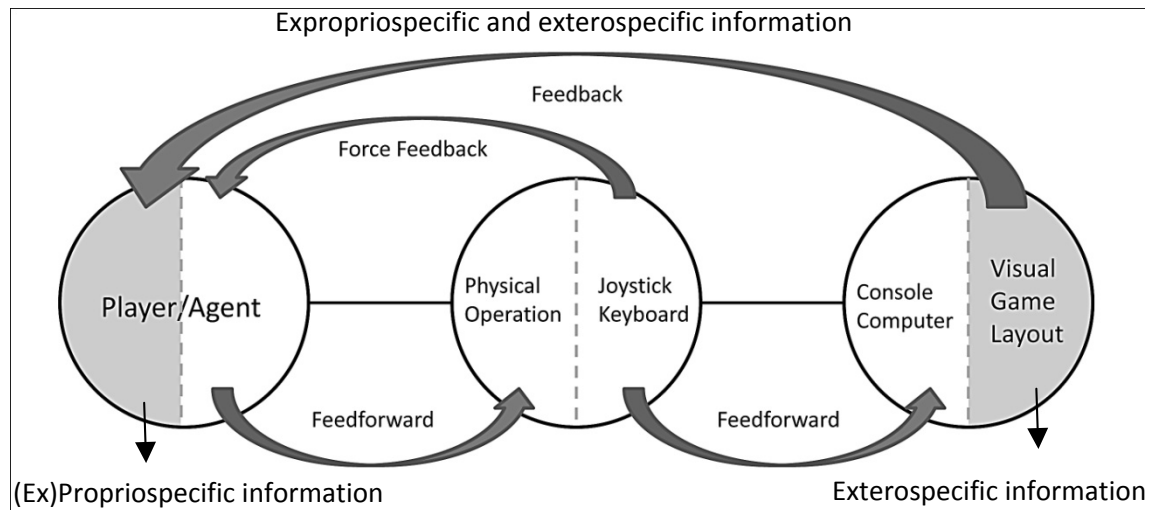 Expropriospecific and exterospecific information
Feedback
Force Feedback
Player/Agent
Physical
Operation
Joystick
Keyboard
Console
Computer
Visual
Game
Layout
Feedforward
Feedforward
(Ex)Propriospecific information
Exterospecific information